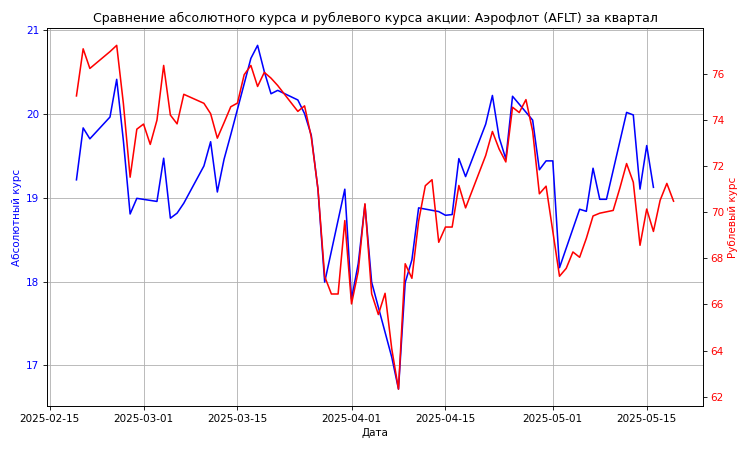 Сравнение абсолютного курса и рублевого курса акции: Аэрофлот (AFLT) за квартал
21
20
19
18
17
Абсолютный курс
76
74
72
70
68
66
64
62
Рублевый курс
2025-02-15 2025-03-01 2025-03-15 2025-04-01 2025-04-15 2025-05-01 2025-05-15
Дата